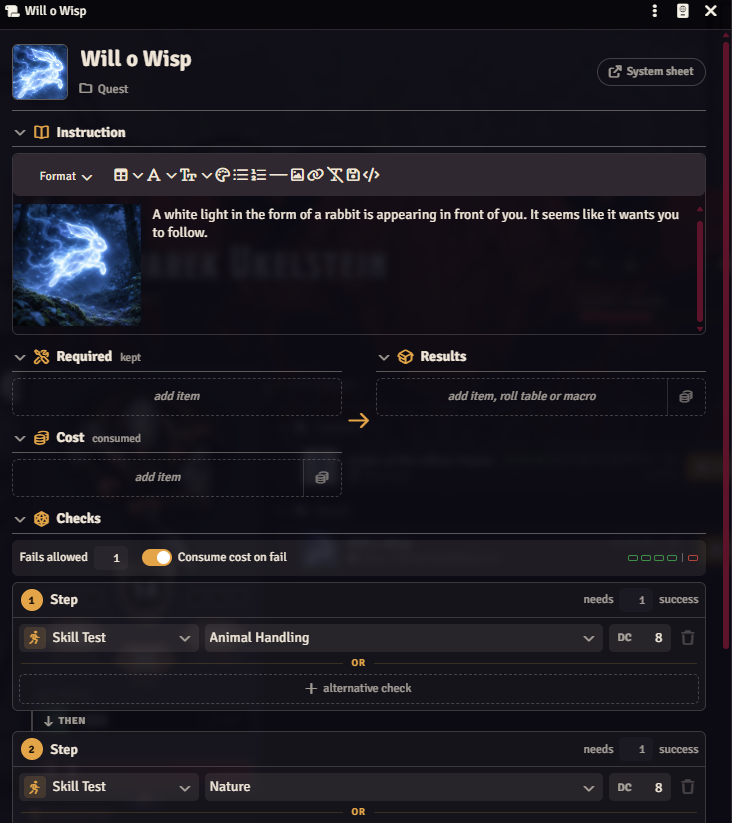 Will o Wisp
Will o Wisp
Quest
System sheet
Instruction
Format
A white light in the form of a rabbit is appearing in front of you. It seems like it wants you
to follow.
Required kept
Results
add item
add item, roll table or macro
Cost consumed
add item
Checks
Fails allowed 1 Consume cost on fail
1 Step needs 1 success
Skill Test Animal Handling DC 8
OR
+ alternative check
THEN
2 Step needs 1 success
Skill Test Nature DC 8
OR